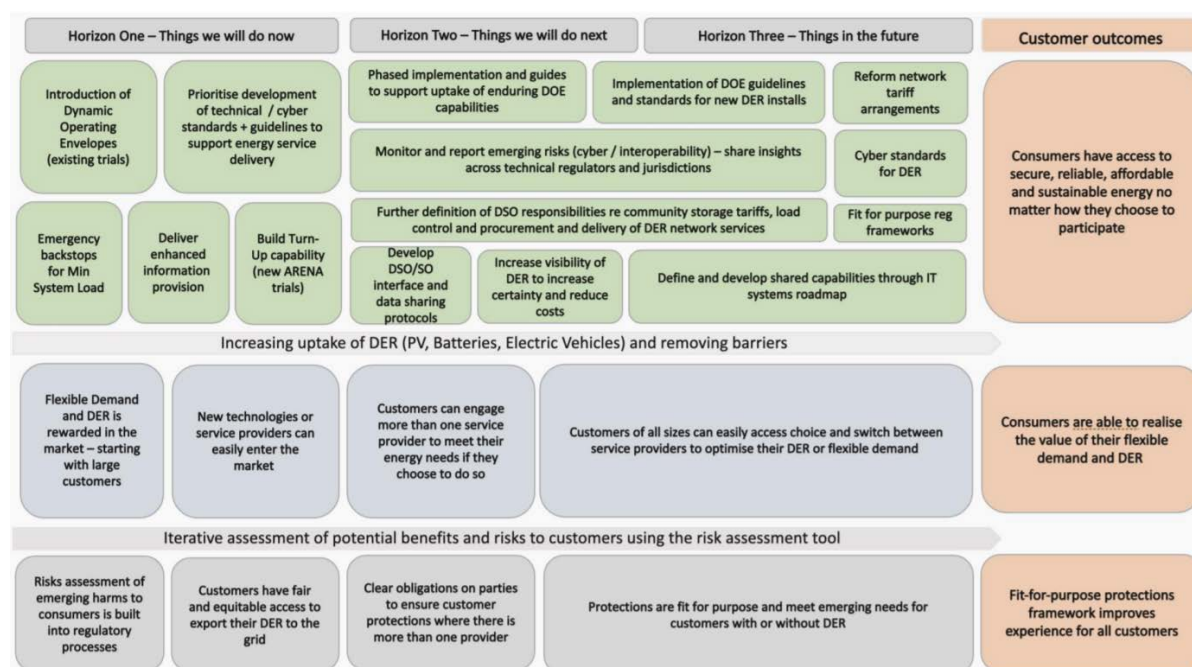 Horizon One – Things we will do now
Horizon Two – Things we will do next
Horizon Three – Things in the future
Customer outcomes
Introduction of
Dynamic
Operating
Envelopes
(existing trials)
Prioritise development
of technical / cyber
standards + guidelines to
support energy service
delivery
Phased implementation and guides
to support uptake of enduring DOE
capabilities
Implementation of DOE guidelines
and standards for new DER installs
Reform network
tariff
arrangements
Monitor and report emerging risks (cyber / interoperability) – share insights
across technical regulators and jurisdictions
Cyber standards
for DER
Consumers have access to
secure, reliable, affordable
and sustainable energy no
matter how they choose to
participate
Emergency
backstops
for Min
System Load
Deliver
enhanced
information
provision
Build Turn-
Up capability
(new ARENA
trials)
Further definition of DSO responsibilities re community storage tariffs, load
control and procurement and delivery of DER network services
Fit for purpose reg
frameworks
Develop
DSO/SO
interface and
data sharing
protocols
Increase visibility of
DER to increase
certainty and reduce
costs
Define and develop shared capabilities through IT
systems roadmap
Increasing uptake of DER (PV, Batteries, Electric Vehicles) and removing barriers
Flexible Demand
and DER is
rewarded in the
market – starting
with large
customers
New technologies or
service providers can
easily enter the
market
Customers can engage
more than one service
provider to meet their
energy needs if they
choose to do so
Customers of all sizes can easily access choice and switch between
service providers to optimise their DER or flexible demand
Consumers are able to realise
the value of their flexible
demand and DER
Iterative assessment of potential benefits and risks to customers using the risk assessment tool
Risks assessment of
emerging harms to
consumers is built
into regulatory
processes
Customers have fair
and equitable access to
export their DER to the
grid
Clear obligations on parties
to ensure customer
protections where there is
more than one provider
Protections are fit for purpose and meet emerging needs for
customers with or without DER
Fit-for-purpose protections
framework improves
experience for all customers